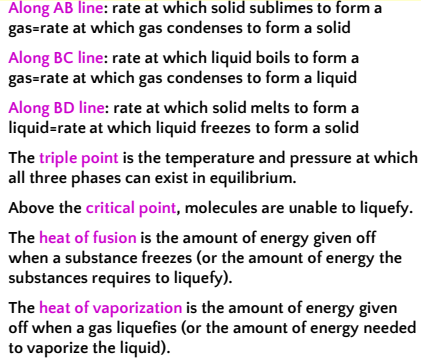 Along AB line: rate at which solid sublimes to form a
gas=rate at which gas condenses to form a solid
Along BC line: rate at which liquid boils to form a
gas=rate at which gas condenses to form a liquid
Along BD line: rate at which solid melts to form a
liquid=rate at which liquid freezes to form a solid
The triple point is the temperature and pressure at which
all three phases can exist in equilibrium.
Above the critical point, molecules are unable to liquefy.
The heat of fusion is the amount of energy given off
when a substance freezes (or the amount of energy the
substances requires to liquefy).
The heat of vaporization is the amount of energy given
off when a gas liquefies (or the amount of energy needed
to vaporize the liquid).